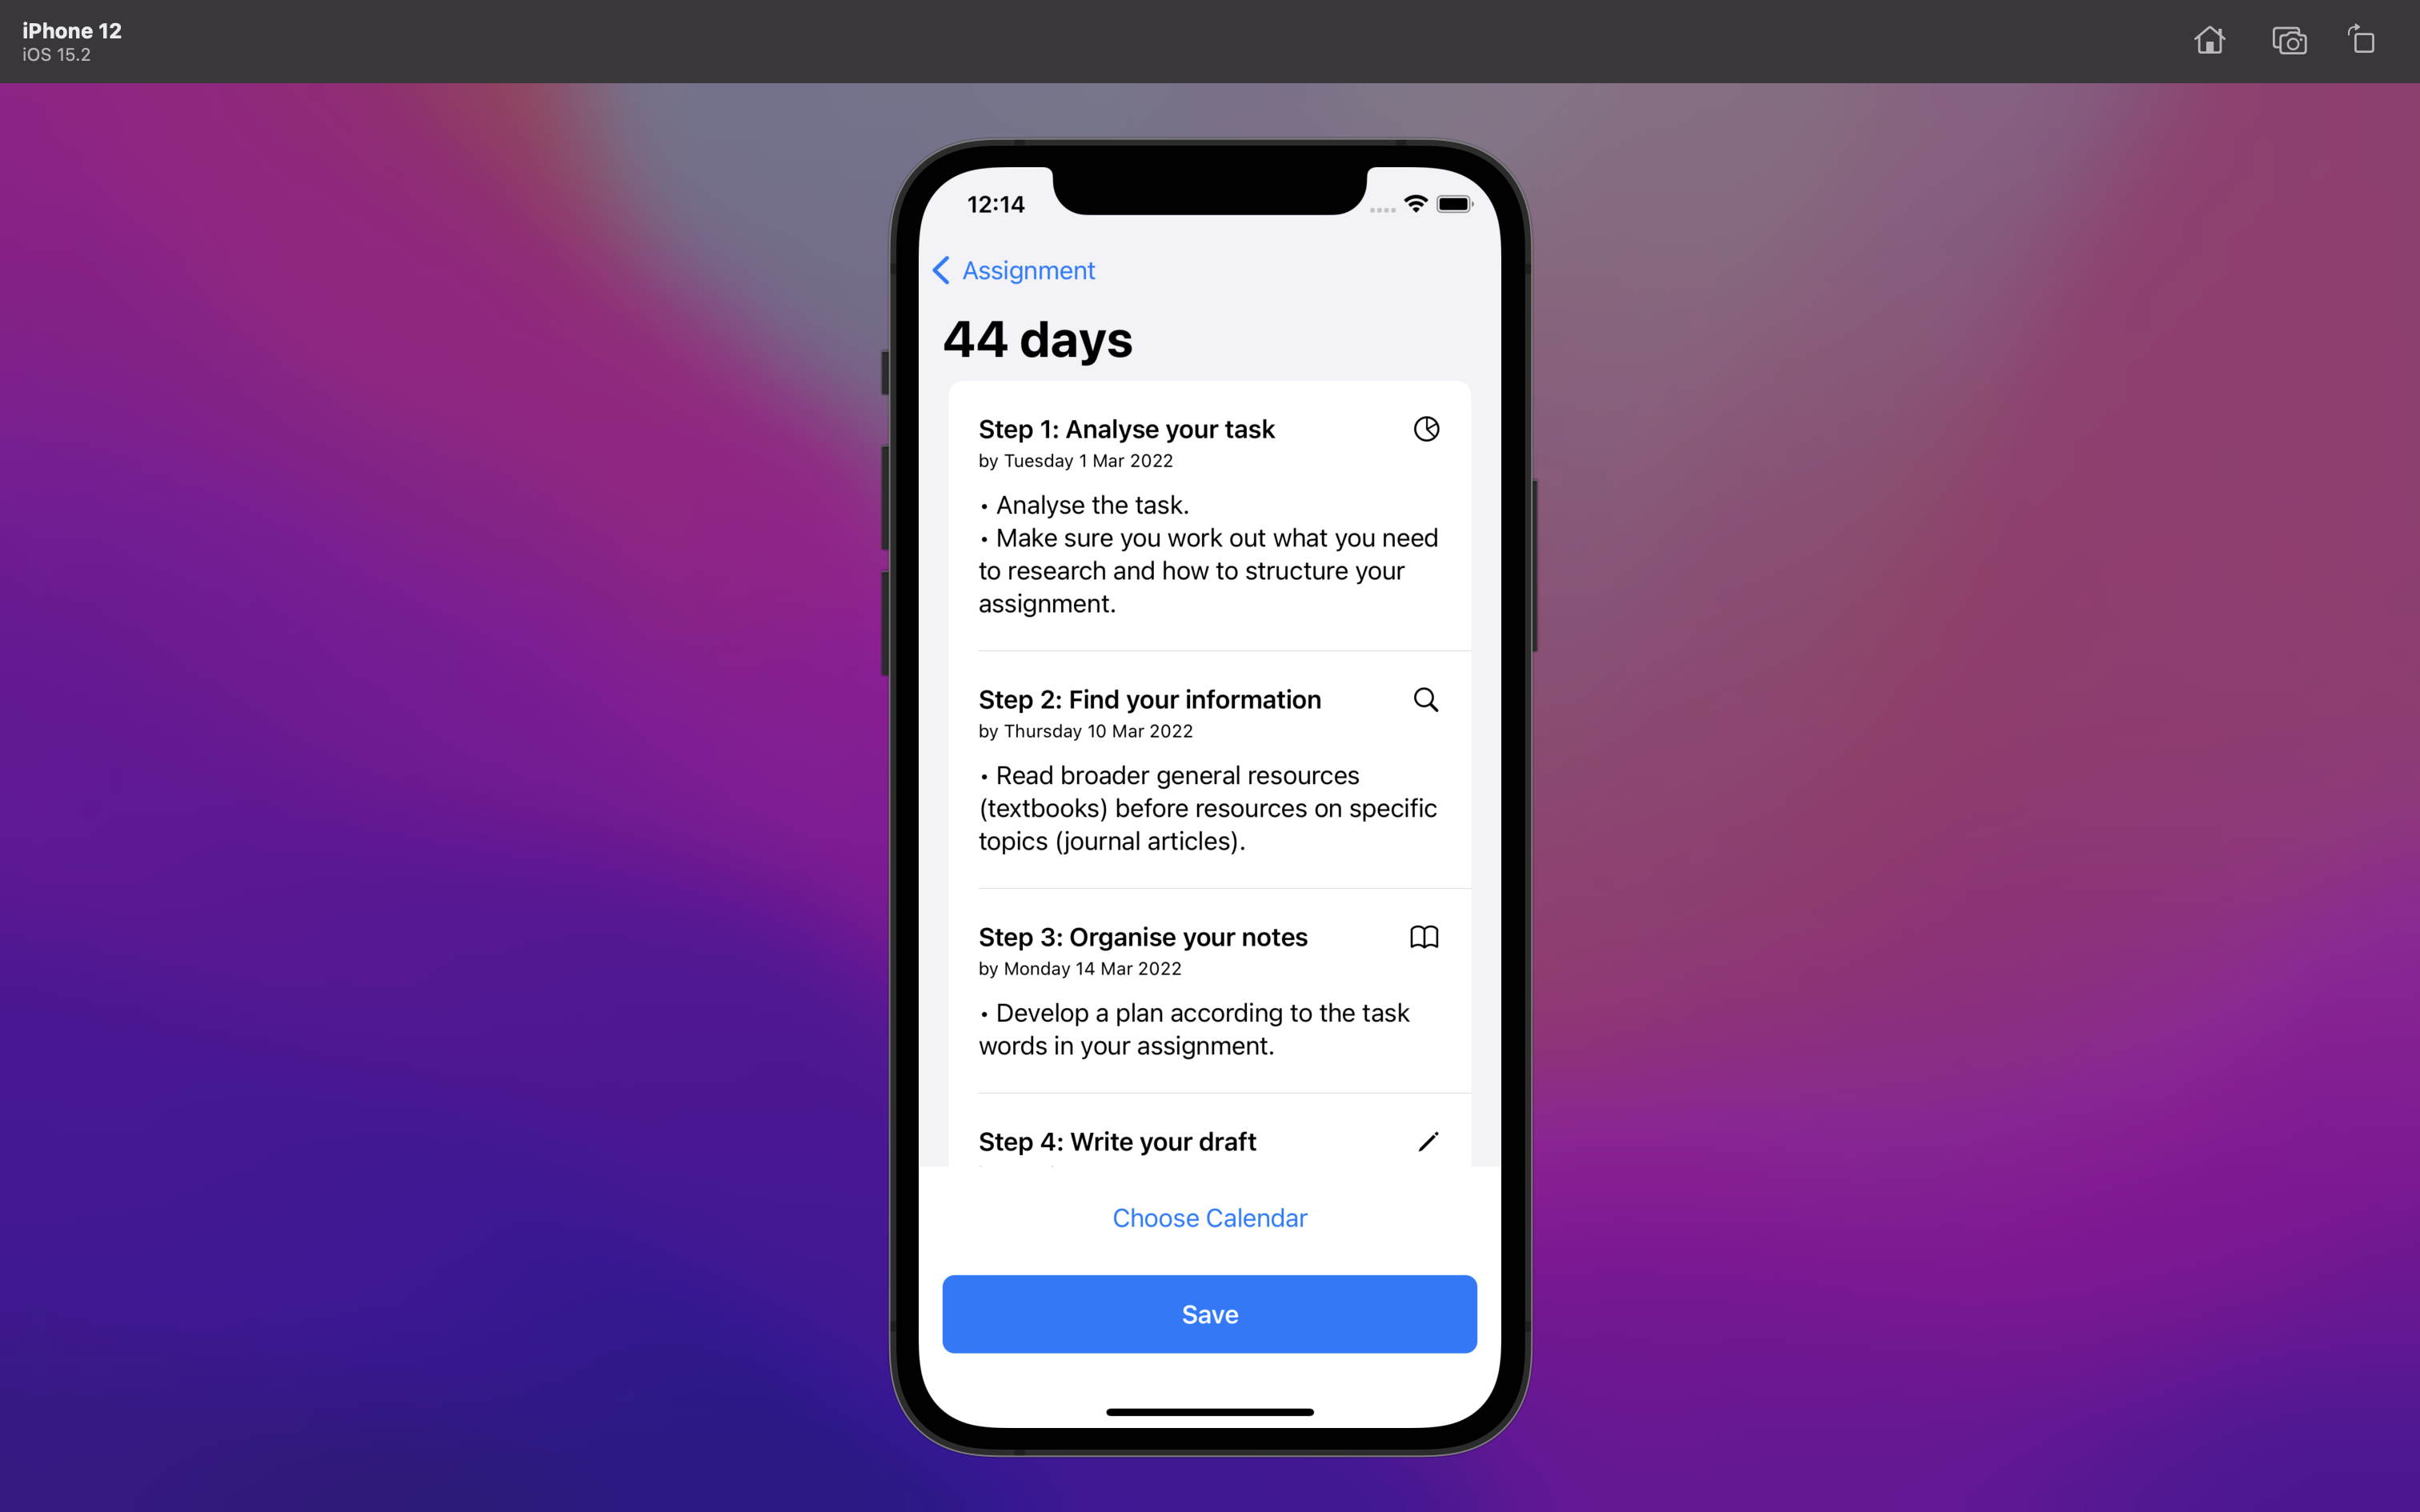 iPhone 12
iOS 15.2
12:14
Assignment
44 days
Step 1: Analyse your task
by Tuesday 1 Mar 2022
• Analyse the task.
• Make sure you work out what you need
to research and how to structure your
assignment.
Step 2: Find your information
by Thursday 10 Mar 2022
• Read broader general resources
(textbooks) before resources on specific
topics (journal articles).
Step 3: Organise your notes
by Monday 14 Mar 2022
• Develop a plan according to the task
words in your assignment.
Step 4: Write your draft
Choose Calendar
Save